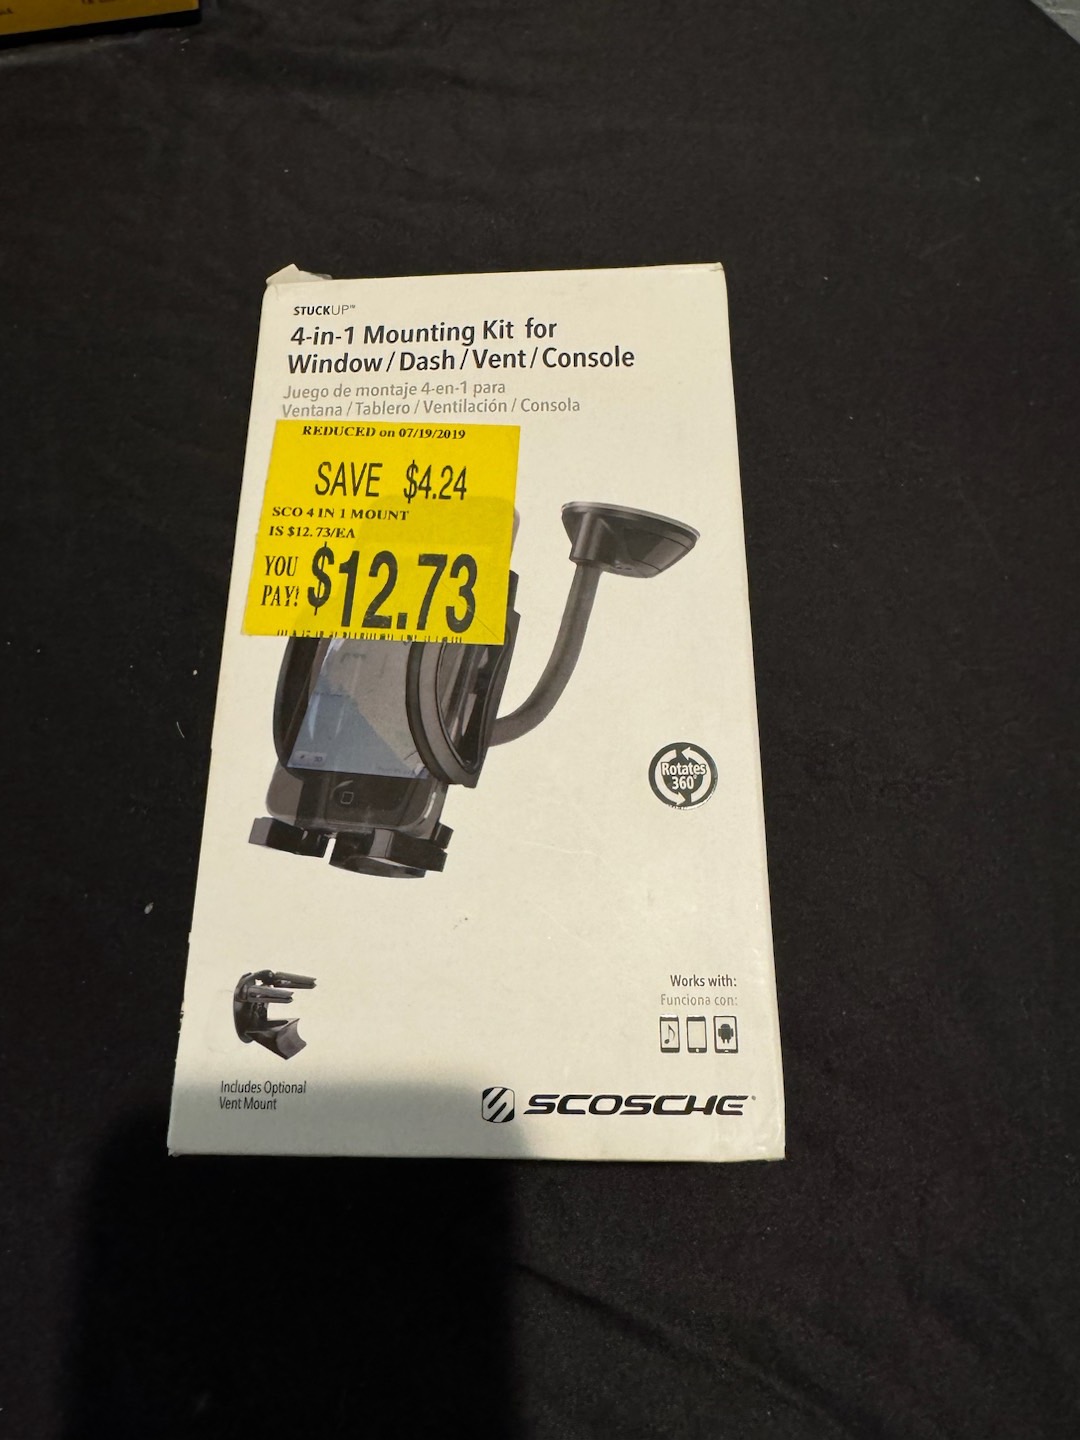 STUCKUP™
4-in-1 Mounting Kit for
Window/Dash/Vent/Console
Juego de montaje 4-en-1 para
Ventana/Tablero/Ventilación/Consola
REDUCED on 07/19/2019
SAVE $4.24
SCO 4 IN 1 MOUNT
IS $12.73/EA
YOU PAY! $12.73
Rotates
360°
Works with:
Funciona con:
Includes Optional
Vent Mount
SCOSCHE